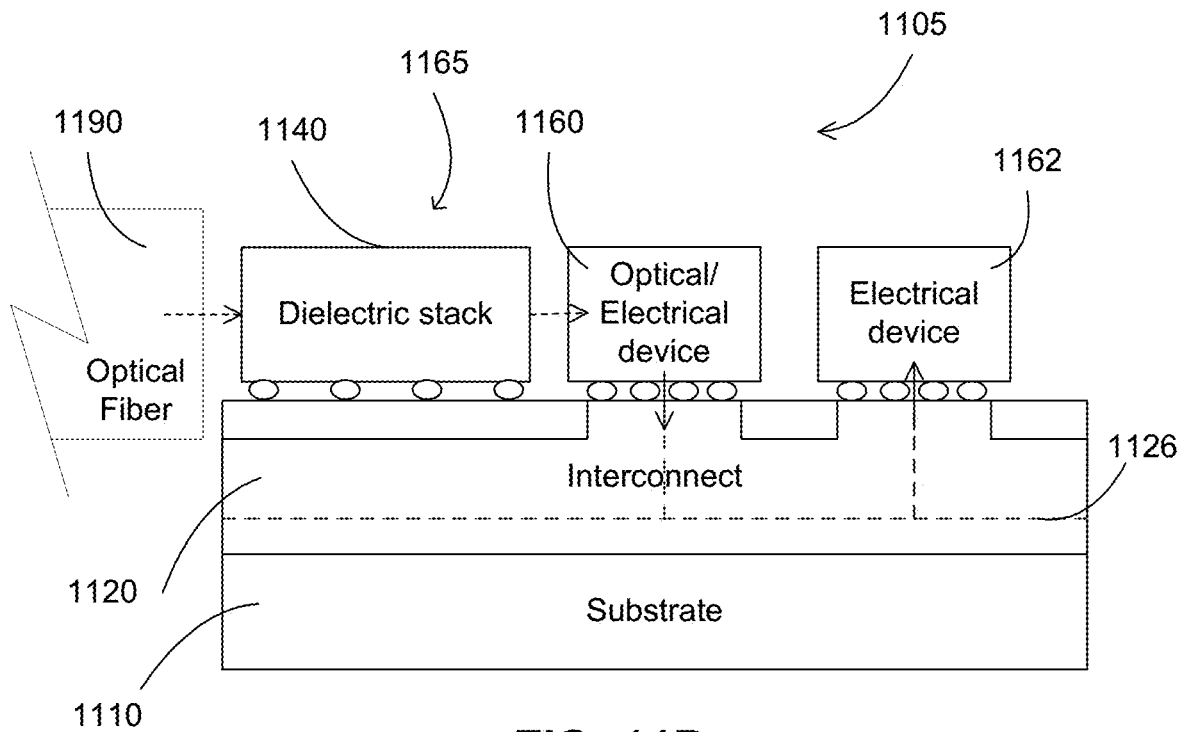 1105
1165
1190
1140
1160
1162
Optical/
Electrical
device
Electrical
device
Dielectric stack
Optical
Fiber
1126
Interconnect
1120
Substrate
1110